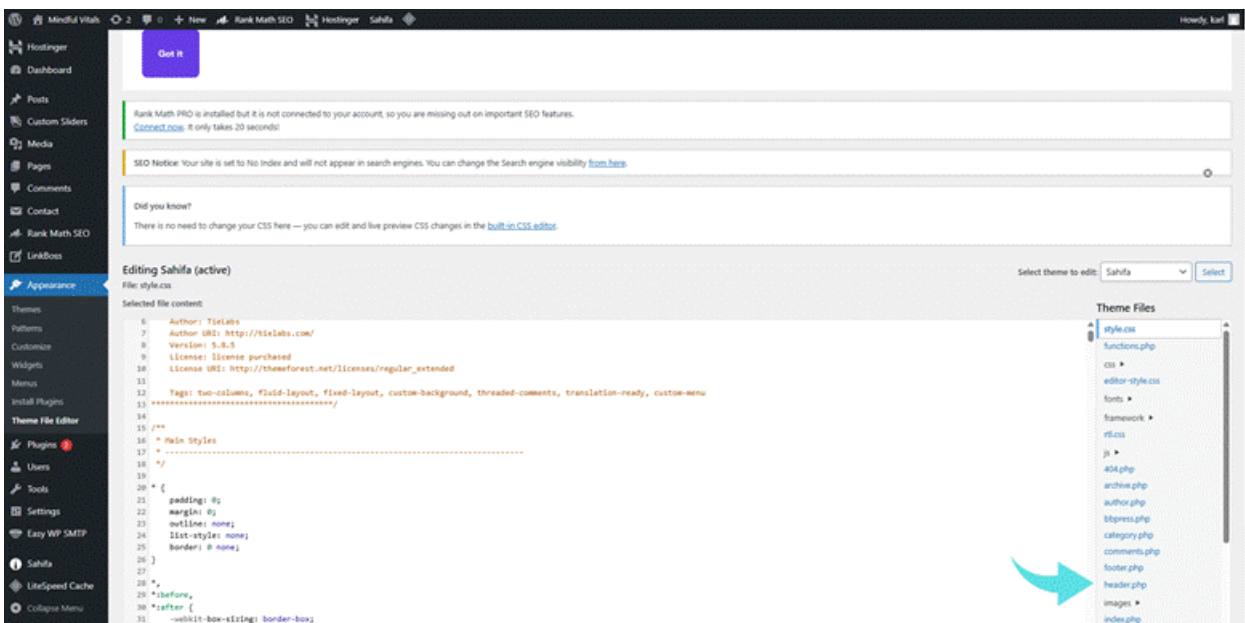 Mindful Vitals 2 0 New Rank Math SEO Hostinger Sahifa Howdy, karl
Hostinger
Dashboard
Posts
Custom Sliders
Media
Pages
Comments
Contact
Rank Math SEO
LinkBoss
Appearance
Themes
Patterns
Customize
Widgets
Menus
Install Plugins
Theme File Editor
Plugins 2
Users
Tools
Settings
Easy WP SMTP
Sahifa
LiteSpeed Cache
Collapse Menu
Got it
Rank Math PRO is installed but it is not connected to your account, so you are missing out on important SEO features.
Connect now. It only takes 20 seconds!
SEO Notice: Your site is set to No Index and will not appear in search engines. You can change the Search engine visibility from here.
Did you know?
There is no need to change your CSS here — you can edit and live preview CSS changes in the built-in CSS editor.
Editing Sahifa (active)
File: style.css
Select theme to edit: Sahifa Select
Selected file content:
6 Author: TieLabs
7 Author URI: http://tielabs.com/
8 Version: 5.8.5
9 License: license purchased
10 License URI: http://themeforest.net/licenses/regular_extended
11
12 Tags: two-columns, fluid-layout, fixed-layout, custom-background, threaded-comments, translation-ready, custom-menu
13 ***************************************/
14
15 /**
16 * Main Styles
17 * -----------------------------------------------------------------------------
18 */
19
20 * {
21 padding: 0;
22 margin: 0;
23 outline: none;
24 list-style: none;
25 border: 0 none;
26 }
27
28 *,
29 *:before,
30 *:after {
31 -webkit-box-sizing: border-box;
Theme Files
style.css
functions.php
css
editor-style.css
fonts
framework
rtl.css
js
404.php
archive.php
author.php
bbpress.php
category.php
comments.php
footer.php
header.php
images
index.php